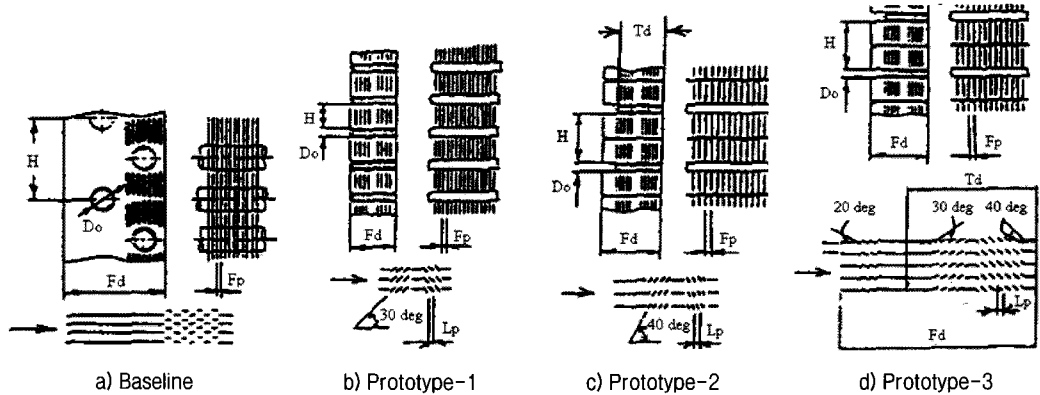 H
Do
Fd
Fp
a) Baseline
H
Do
Fd
Fp
30 deg
Lp
b) Prototype-1
Td
H
Do
Fd
Fp
40 deg
Lp
c) Prototype-2
H
Do
Fd
Fp
Td
20 deg
30 deg
40 deg
Lp
Fd
d) Prototype-3